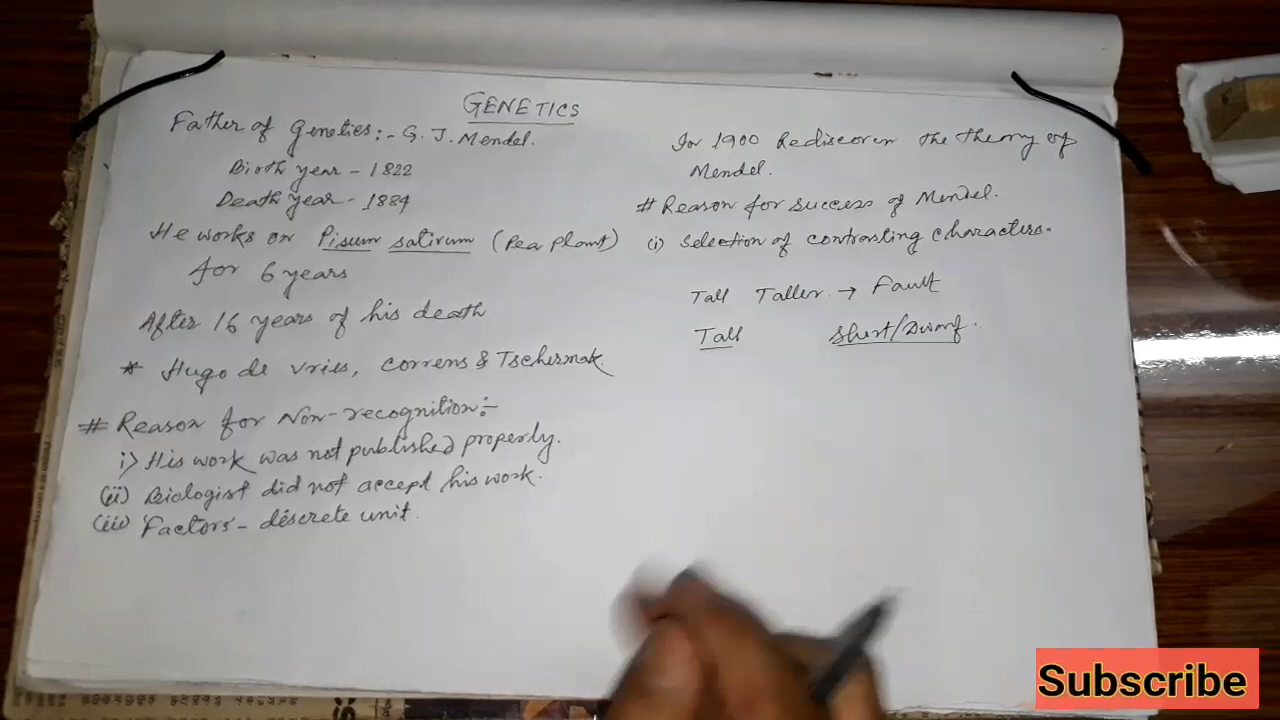 GENETICS
Father of Genetics:- G. J. Mendel.
Birth year - 1822
Death year - 1884
He works on Pisum sativum (Pea Plant)
for 6 years
After 16 years of his death
* Hugo de Vries, Correns & Tschermak
# Reason for Non-recognition:-
i) His work was not published properly.
(ii) Biologist did not accept his work.
(iii) 'Factors' - discrete unit.
In 1900 Rediscover the theory of
Mendel.
# Reason for success of Mendel.
(i) Selection of contrasting characters.
Tall Taller → Fault
Tall Short/Dwarf.
Subscribe